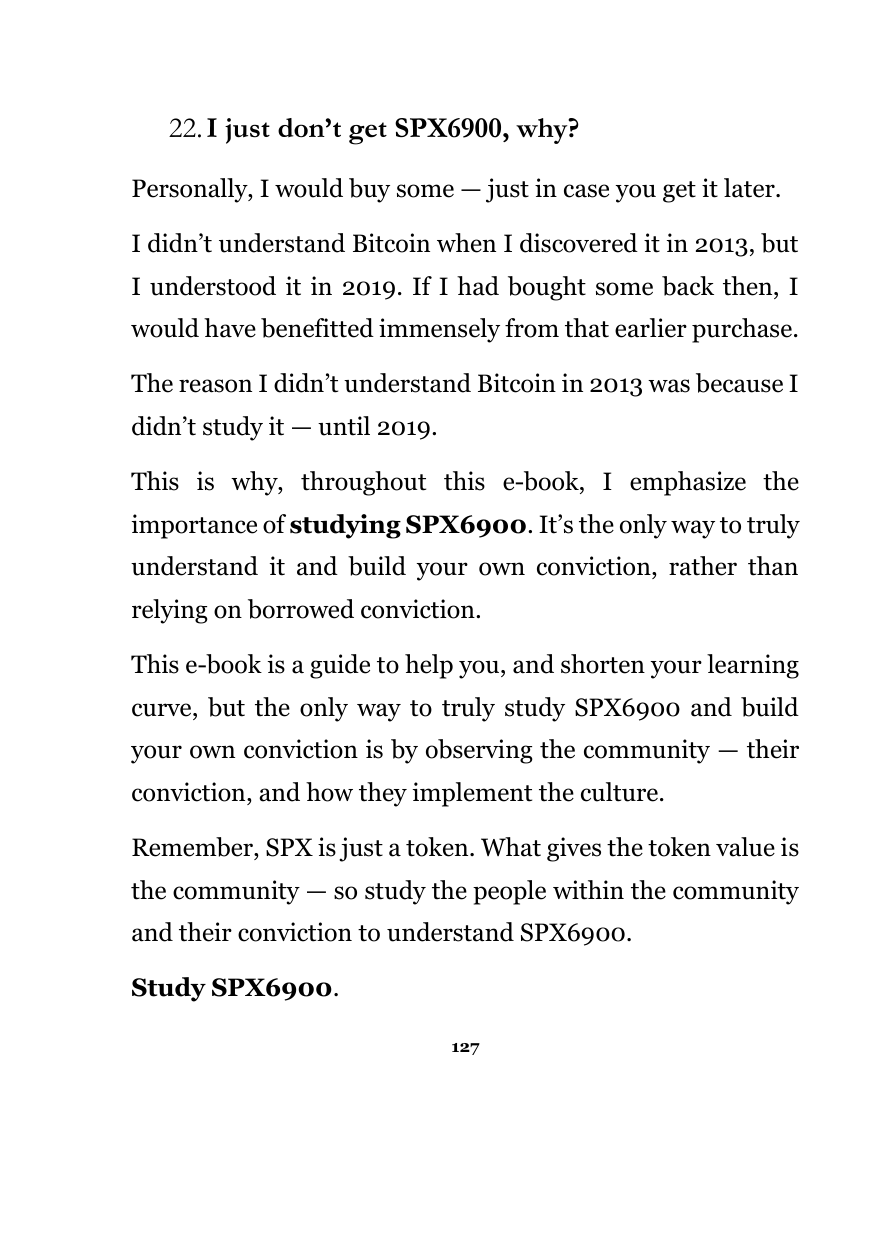 22. I just don’t get SPX6900, why?
Personally, I would buy some — just in case you get it later.
I didn’t understand Bitcoin when I discovered it in 2013, but
I understood it in 2019. If I had bought some back then, I
would have benefitted immensely from that earlier purchase.
The reason I didn’t understand Bitcoin in 2013 was because I
didn’t study it — until 2019.
This is why, throughout this e-book, I emphasize the
importance of studying SPX6900. It’s the only way to truly
understand it and build your own conviction, rather than
relying on borrowed conviction.
This e-book is a guide to help you, and shorten your learning
curve, but the only way to truly study SPX6900 and build
your own conviction is by observing the community — their
conviction, and how they implement the culture.
Remember, SPX is just a token. What gives the token value is
the community — so study the people within the community
and their conviction to understand SPX6900.
Study SPX6900.
127